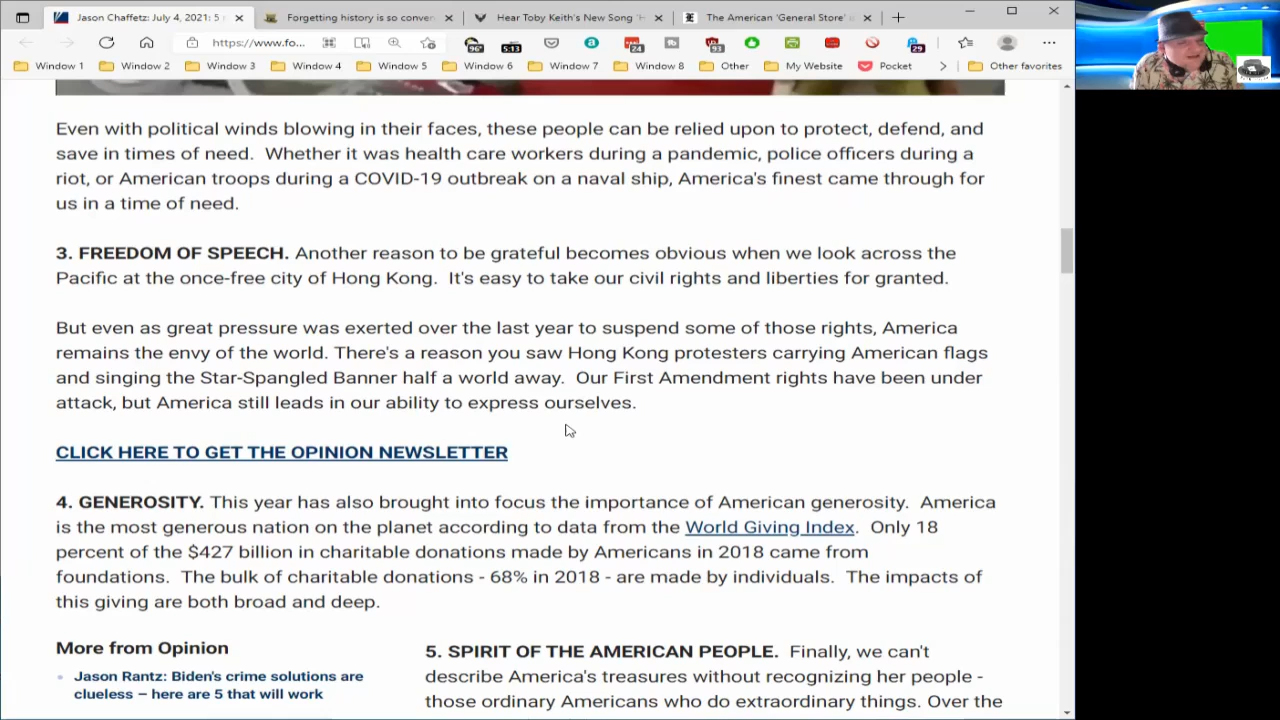 Jason Chaffetz: July 4, 2021: 5
Forgetting history is so conver
Hear Toby Keith's New Song 'H
The American 'General Store'
https://www.fo...
96°
5:13
24
93
29
Window 1
Window 2
Window 3
Window 4
Window 5
Window 6
Window 7
Window 8
Other
My Website
Pocket
Other favorites
Even with political winds blowing in their faces, these people can be relied upon to protect, defend, and
save in times of need. Whether it was health care workers during a pandemic, police officers during a
riot, or American troops during a COVID-19 outbreak on a naval ship, America's finest came through for
us in a time of need.
3. FREEDOM OF SPEECH. Another reason to be grateful becomes obvious when we look across the
Pacific at the once-free city of Hong Kong. It's easy to take our civil rights and liberties for granted.
But even as great pressure was exerted over the last year to suspend some of those rights, America
remains the envy of the world. There's a reason you saw Hong Kong protesters carrying American flags
and singing the Star-Spangled Banner half a world away. Our First Amendment rights have been under
attack, but America still leads in our ability to express ourselves.
CLICK HERE TO GET THE OPINION NEWSLETTER
4. GENEROSITY. This year has also brought into focus the importance of American generosity. America
is the most generous nation on the planet according to data from the World Giving Index. Only 18
percent of the $427 billion in charitable donations made by Americans in 2018 came from
foundations. The bulk of charitable donations - 68% in 2018 - are made by individuals. The impacts of
this giving are both broad and deep.
More from Opinion
Jason Rantz: Biden's crime solutions are
clueless – here are 5 that will work
5. SPIRIT OF THE AMERICAN PEOPLE. Finally, we can't
describe America's treasures without recognizing her people -
those ordinary Americans who do extraordinary things. Over the